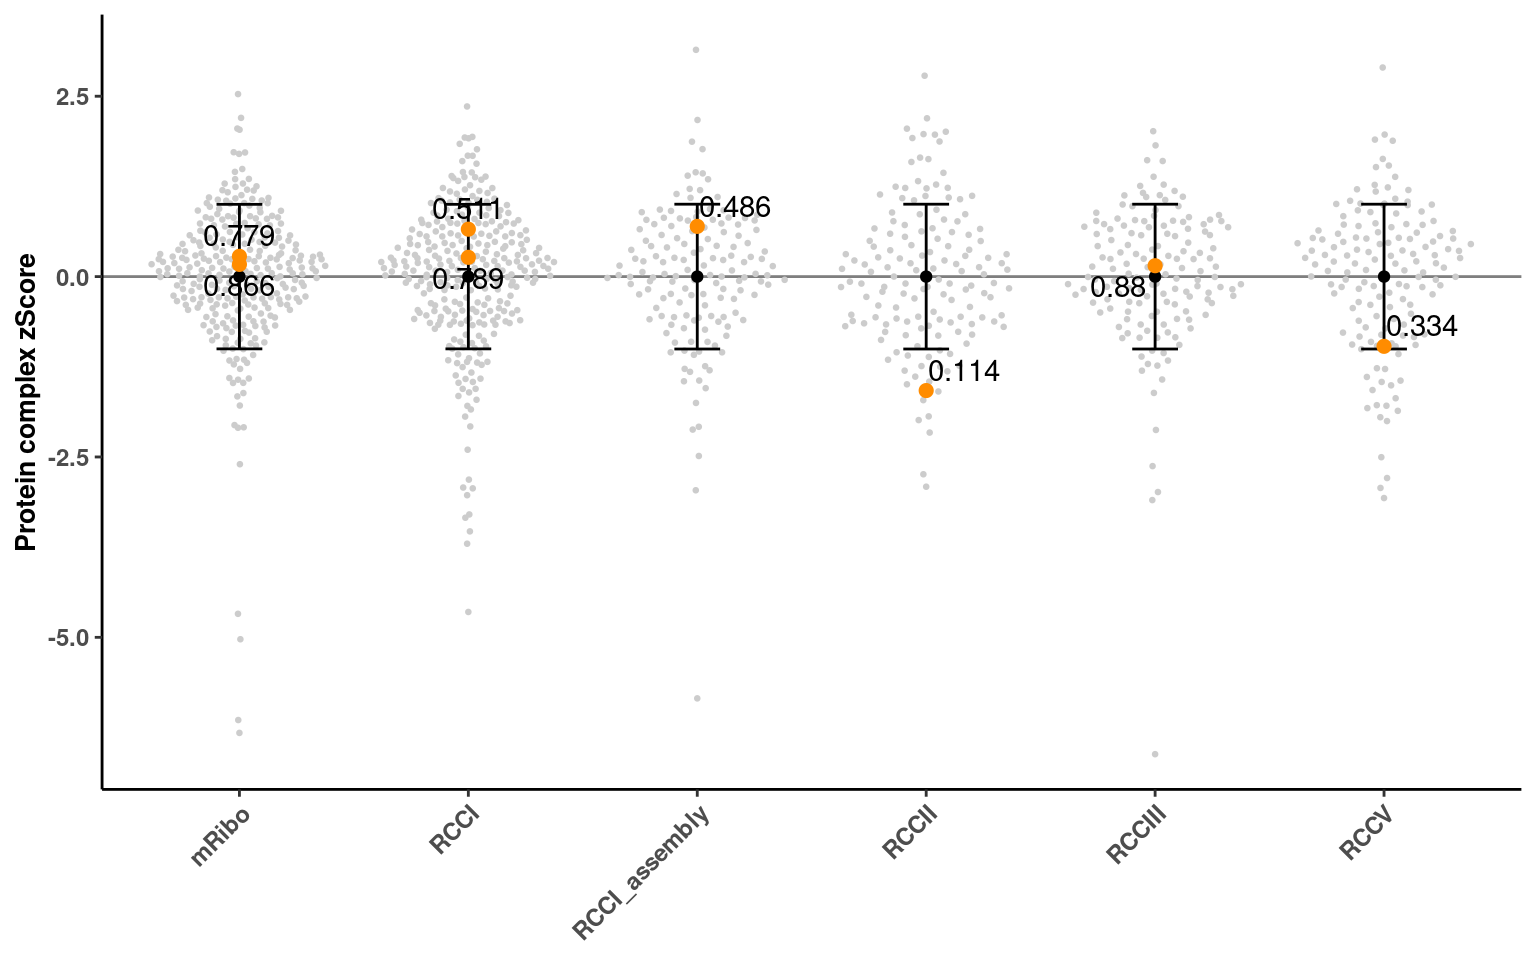 Protein complex zScore
2.5
0.0
-2.5
-5.0
0.779
0.866
0.511
0.789
0.486
0.114
0.88
0.334
mRibo
RCCI
RCCI_assembly
RCCII
RCCIII
RCCV